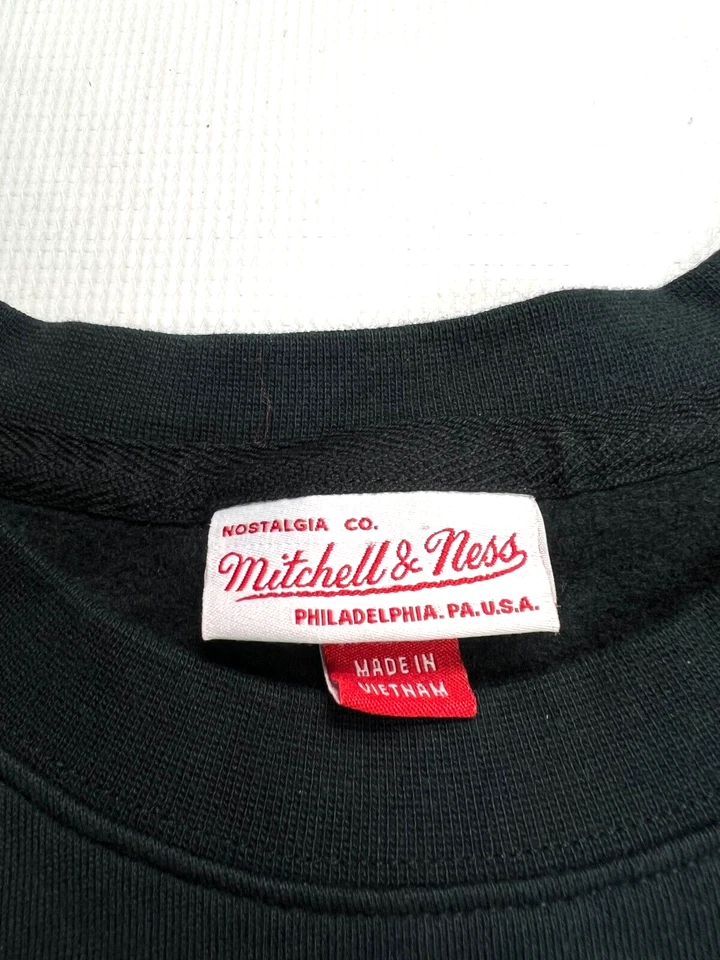 NOSTALGIA CO.
Mitchell & Ness
PHILADELPHIA. PA. U.S.A.
MADE IN
VIETNAM